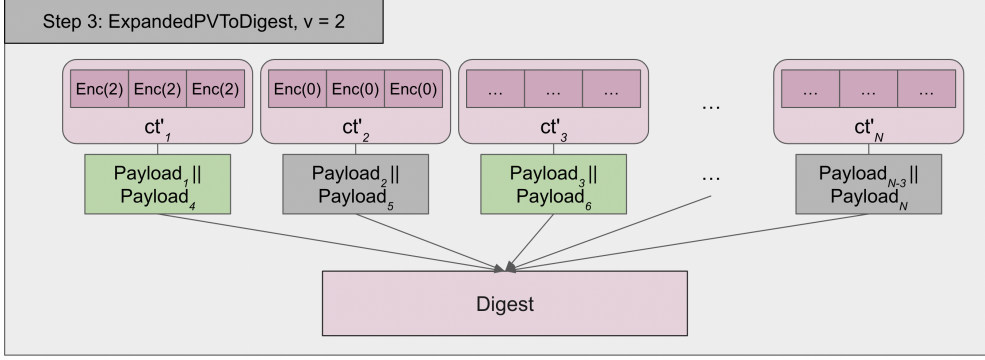 Step 3: ExpandedPVToDigest, v = 2
Enc(2) Enc(2) Enc(2) Enc(0) Enc(0) Enc(0) ... ... ... ... ... ...
...
ct'1 ct'2 ct'3 ct'N
Payload1|| Payload2|| Payload3|| ... PayloadN-3||
Payload4 Payload5 Payload6 PayloadN
Digest